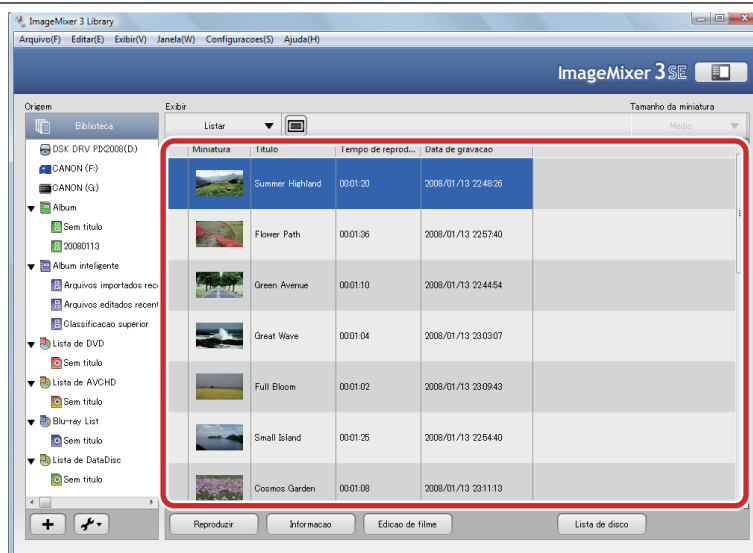 ImageMixer 3 Library
Arquivo(F) Editar(E) Exibir(V) Janela(W) Configuracoes(S) Ajuda(H)
ImageMixer 3 SE
Origem Exibir Tamanho da miniatura
Biblioteca Listar Medio
DSK DRV PD2008(D:) Miniatura Titulo Tempo de reprod... Data de gravacao
CANON (F:)
CANON (G:) Summer Highland 00:01:20 2008/01/13 22:48:26
Album
Sem titulo Flower Path 00:01:36 2008/01/13 22:57:40
20080113
Album inteligente
Arquivos importados rec Green Avenue 00:01:10 2008/01/13 22:44:54
Arquivos editados recent
Classificacao superior Great Wave 00:01:04 2008/01/13 23:03:07
Lista de DVD
Sem titulo
Lista de AVCHD Full Bloom 00:01:02 2008/01/13 23:09:43
Sem titulo
Blu-ray List
Sem titulo Small Island 00:01:25 2008/01/13 22:54:40
Lista de DataDisc
Sem titulo Cosmos Garden 00:01:08 2008/01/13 23:11:13
Reproduzir Informacao Edicao de filme Lista de disco